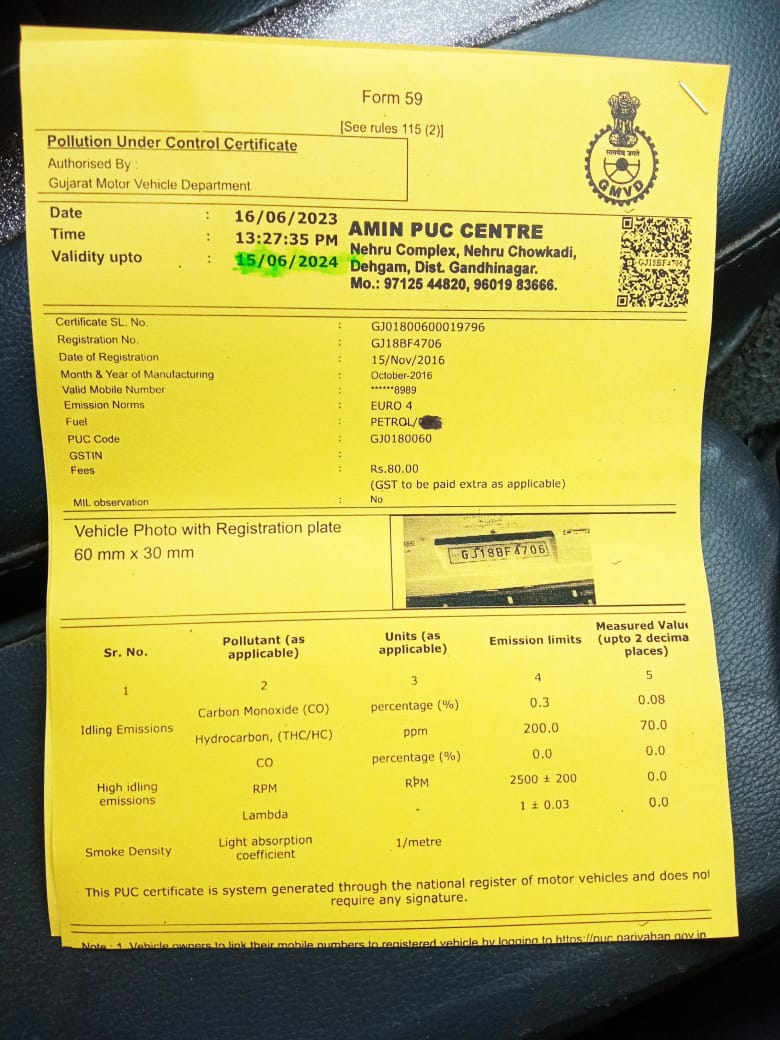 Form 59
[See rules 115 (2)]
Pollution Under Control Certificate
Authorised By :
Gujarat Motor Vehicle Department
सत्यमेव जयते
GMVD
Date : 16/06/2023
Time : 13:27:35 PM
Validity upto : 15/06/2024
AMIN PUC CENTRE
Nehru Complex, Nehru Chowkadi,
Dehgam, Dist. Gandhinagar.
Mo.: 97125 44820, 96019 83666.
GJ18BF4706
Certificate SL. No. : GJ01800600019796
Registration No. : GJ18BF4706
Date of Registration : 15/Nov/2016
Month & Year of Manufacturing : October-2016
Valid Mobile Number : ******8989
Emission Norms : EURO 4
Fuel : PETROL/
PUC Code : GJ0180060
GSTIN :
Fees : Rs.80.00
(GST to be paid extra as applicable)
MIL observation : No
Vehicle Photo with Registration plate
60 mm x 30 mm
GJ18BF4706
Sr. No. Pollutant (as applicable) Units (as applicable) Emission limits Measured Value (upto 2 decima places)
1 2 3 4 5
Idling Emissions Carbon Monoxide (CO) percentage (%) 0.3 0.08
Hydrocarbon, (THC/HC) ppm 200.0 70.0
High idling emissions CO percentage (%) 0.0 0.0
RPM RPM 2500 ± 200 0.0
Lambda - 1 ± 0.03 0.0
Smoke Density Light absorption coefficient 1/metre
This PUC certificate is system generated through the national register of motor vehicles and does not
require any signature.
Note : 1. Vehicle owners to link their mobile numbers to registered vehicle by logging to https://puc.parivahan.gov.in